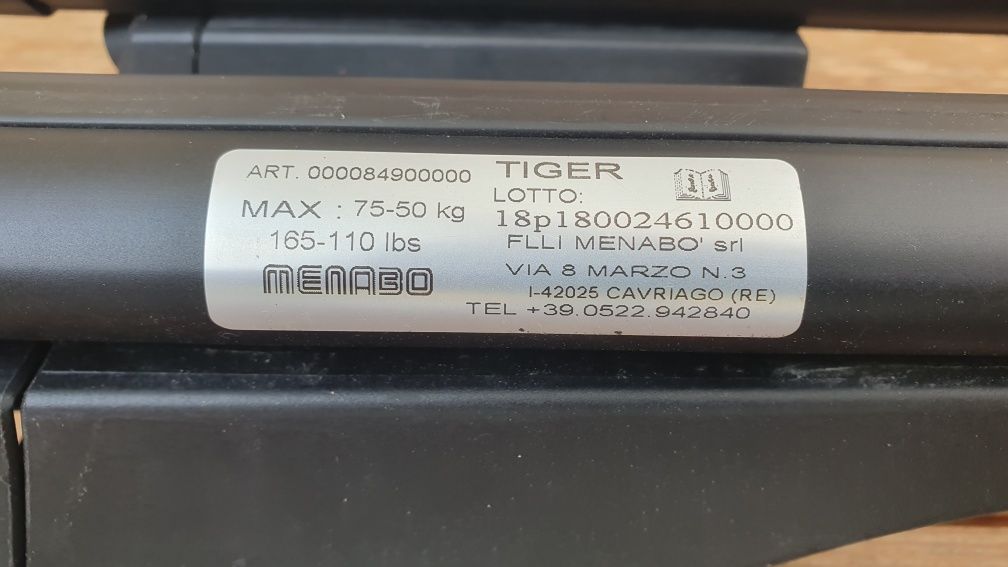 ART. 000084900000
MAX : 75-50 kg
165-110 lbs
MENABO
TIGER
LOTTO:
18p180024610000
FLLI MENABO' srl
VIA 8 MARZO N.3
I-42025 CAVRIAGO (RE)
TEL +39.0522.942840